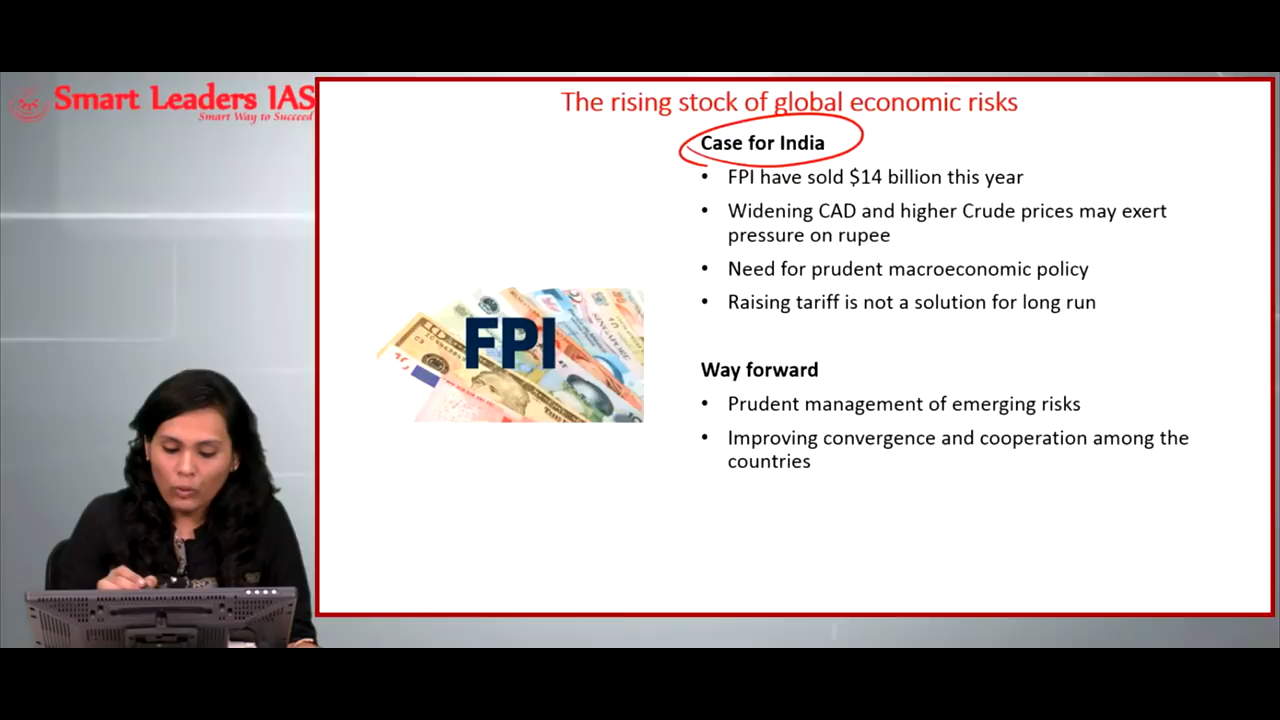 Smart Leaders IAS
Smart Way to Succeed
The rising stock of global economic risks
Case for India
• FPI have sold $14 billion this year
• Widening CAD and higher Crude prices may exert
pressure on rupee
• Need for prudent macroeconomic policy
• Raising tariff is not a solution for long run
FPI
Way forward
• Prudent management of emerging risks
• Improving convergence and cooperation among the
countries